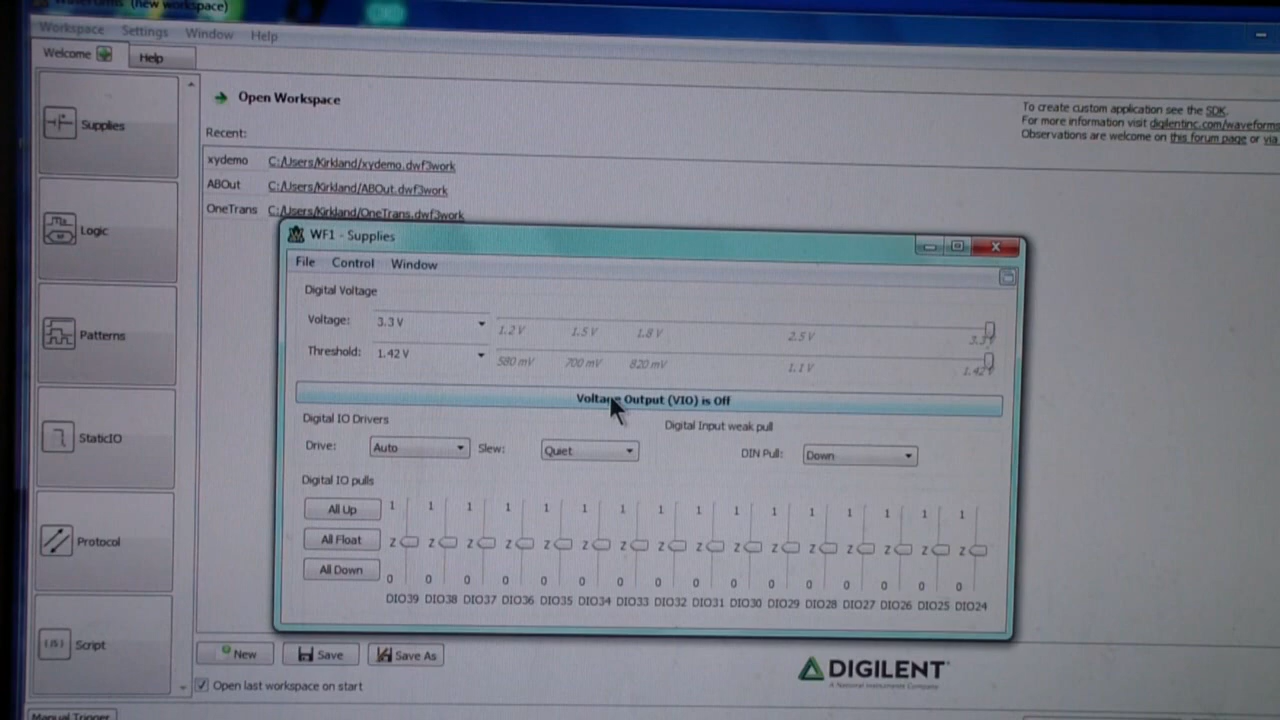 WaveForms (new workspace)
Workspace Settings Window Help
Welcome Help
Supplies
Logic
Patterns
StaticIO
Protocol
Script
Open Workspace
Recent:
xydemo C:/Users/Kirkland/xydemo.dwf3work
ABOut C:/Users/Kirkland/ABOut.dwf3work
OneTrans C:/Users/Kirkland/OneTrans.dwf3work
To create custom application see the SDK.
For more information visit digilentinc.com/waveforms
Observations are welcome on this forum page or via
WF1 - Supplies
File Control Window
Digital Voltage
Voltage: 3.3 V 1.2 V 1.5 V 1.8 V 2.5 V 3.3 V
Threshold: 1.42 V 580 mV 700 mV 820 mV 1.1 V 1.42 V
Voltage Output (VIO) is Off
Digital IO Drivers Digital Input weak pull
Drive: Auto Slew: Quiet DIN Pull: Down
Digital IO pulls
All Up 1 1 1 1 1 1 1 1 1 1 1 1 1 1 1 1
All Float Z Z Z Z Z Z Z Z Z Z Z Z Z Z Z Z
All Down 0 0 0 0 0 0 0 0 0 0 0 0 0 0 0 0
DIO39 DIO38 DIO37 DIO36 DIO35 DIO34 DIO33 DIO32 DIO31 DIO30 DIO29 DIO28 DIO27 DIO26 DIO25 DIO24
New Save Save As
Open last workspace on start
DIGILENT
A National Instruments Company
Manual Trigger